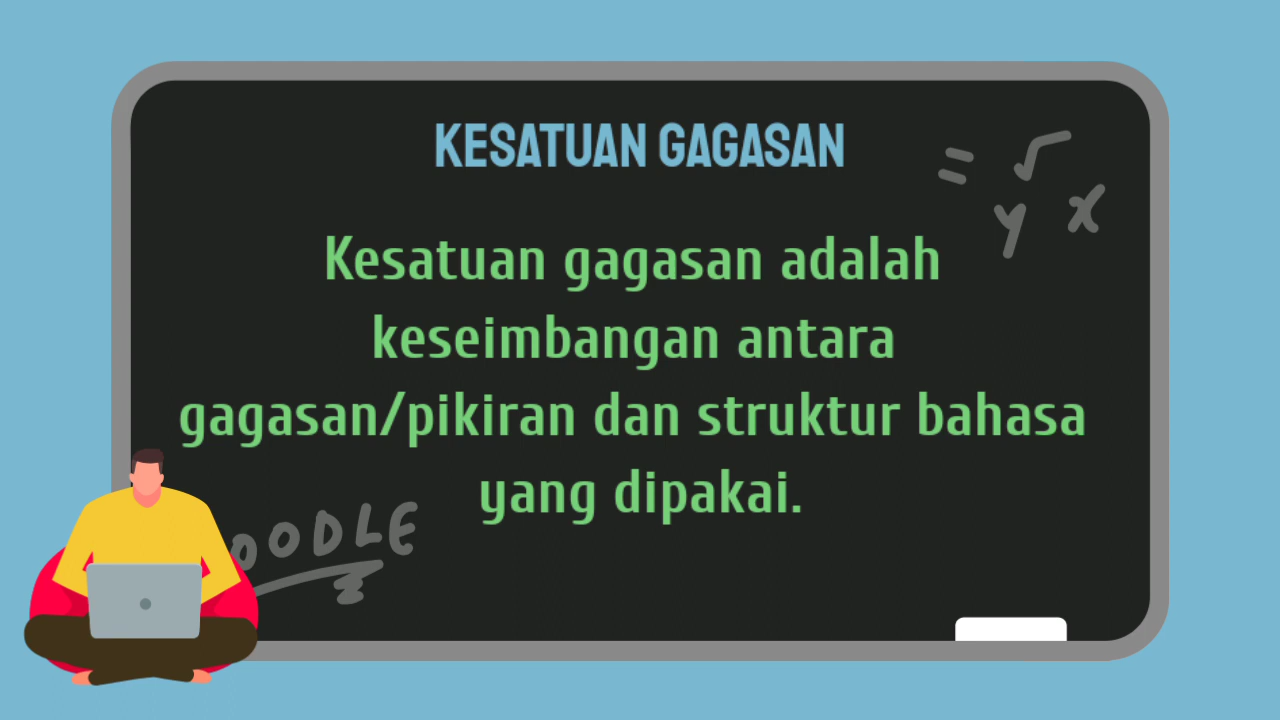 KESATUAN GAGASAN
= √
y x
Kesatuan gagasan adalah
keseimbangan antara
gagasan/pikiran dan struktur bahasa
yang dipakai.